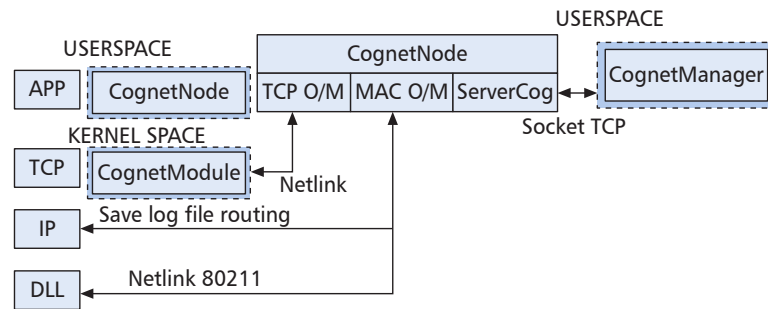 USERSPACE
USERSPACE
CognetNode
APP
CognetNode
TCP O/M
MAC O/M
ServerCog
CognetManager
Socket TCP
KERNEL SPACE
TCP
CognetModule
Netlink
Save log file routing
IP
Netlink 80211
DLL